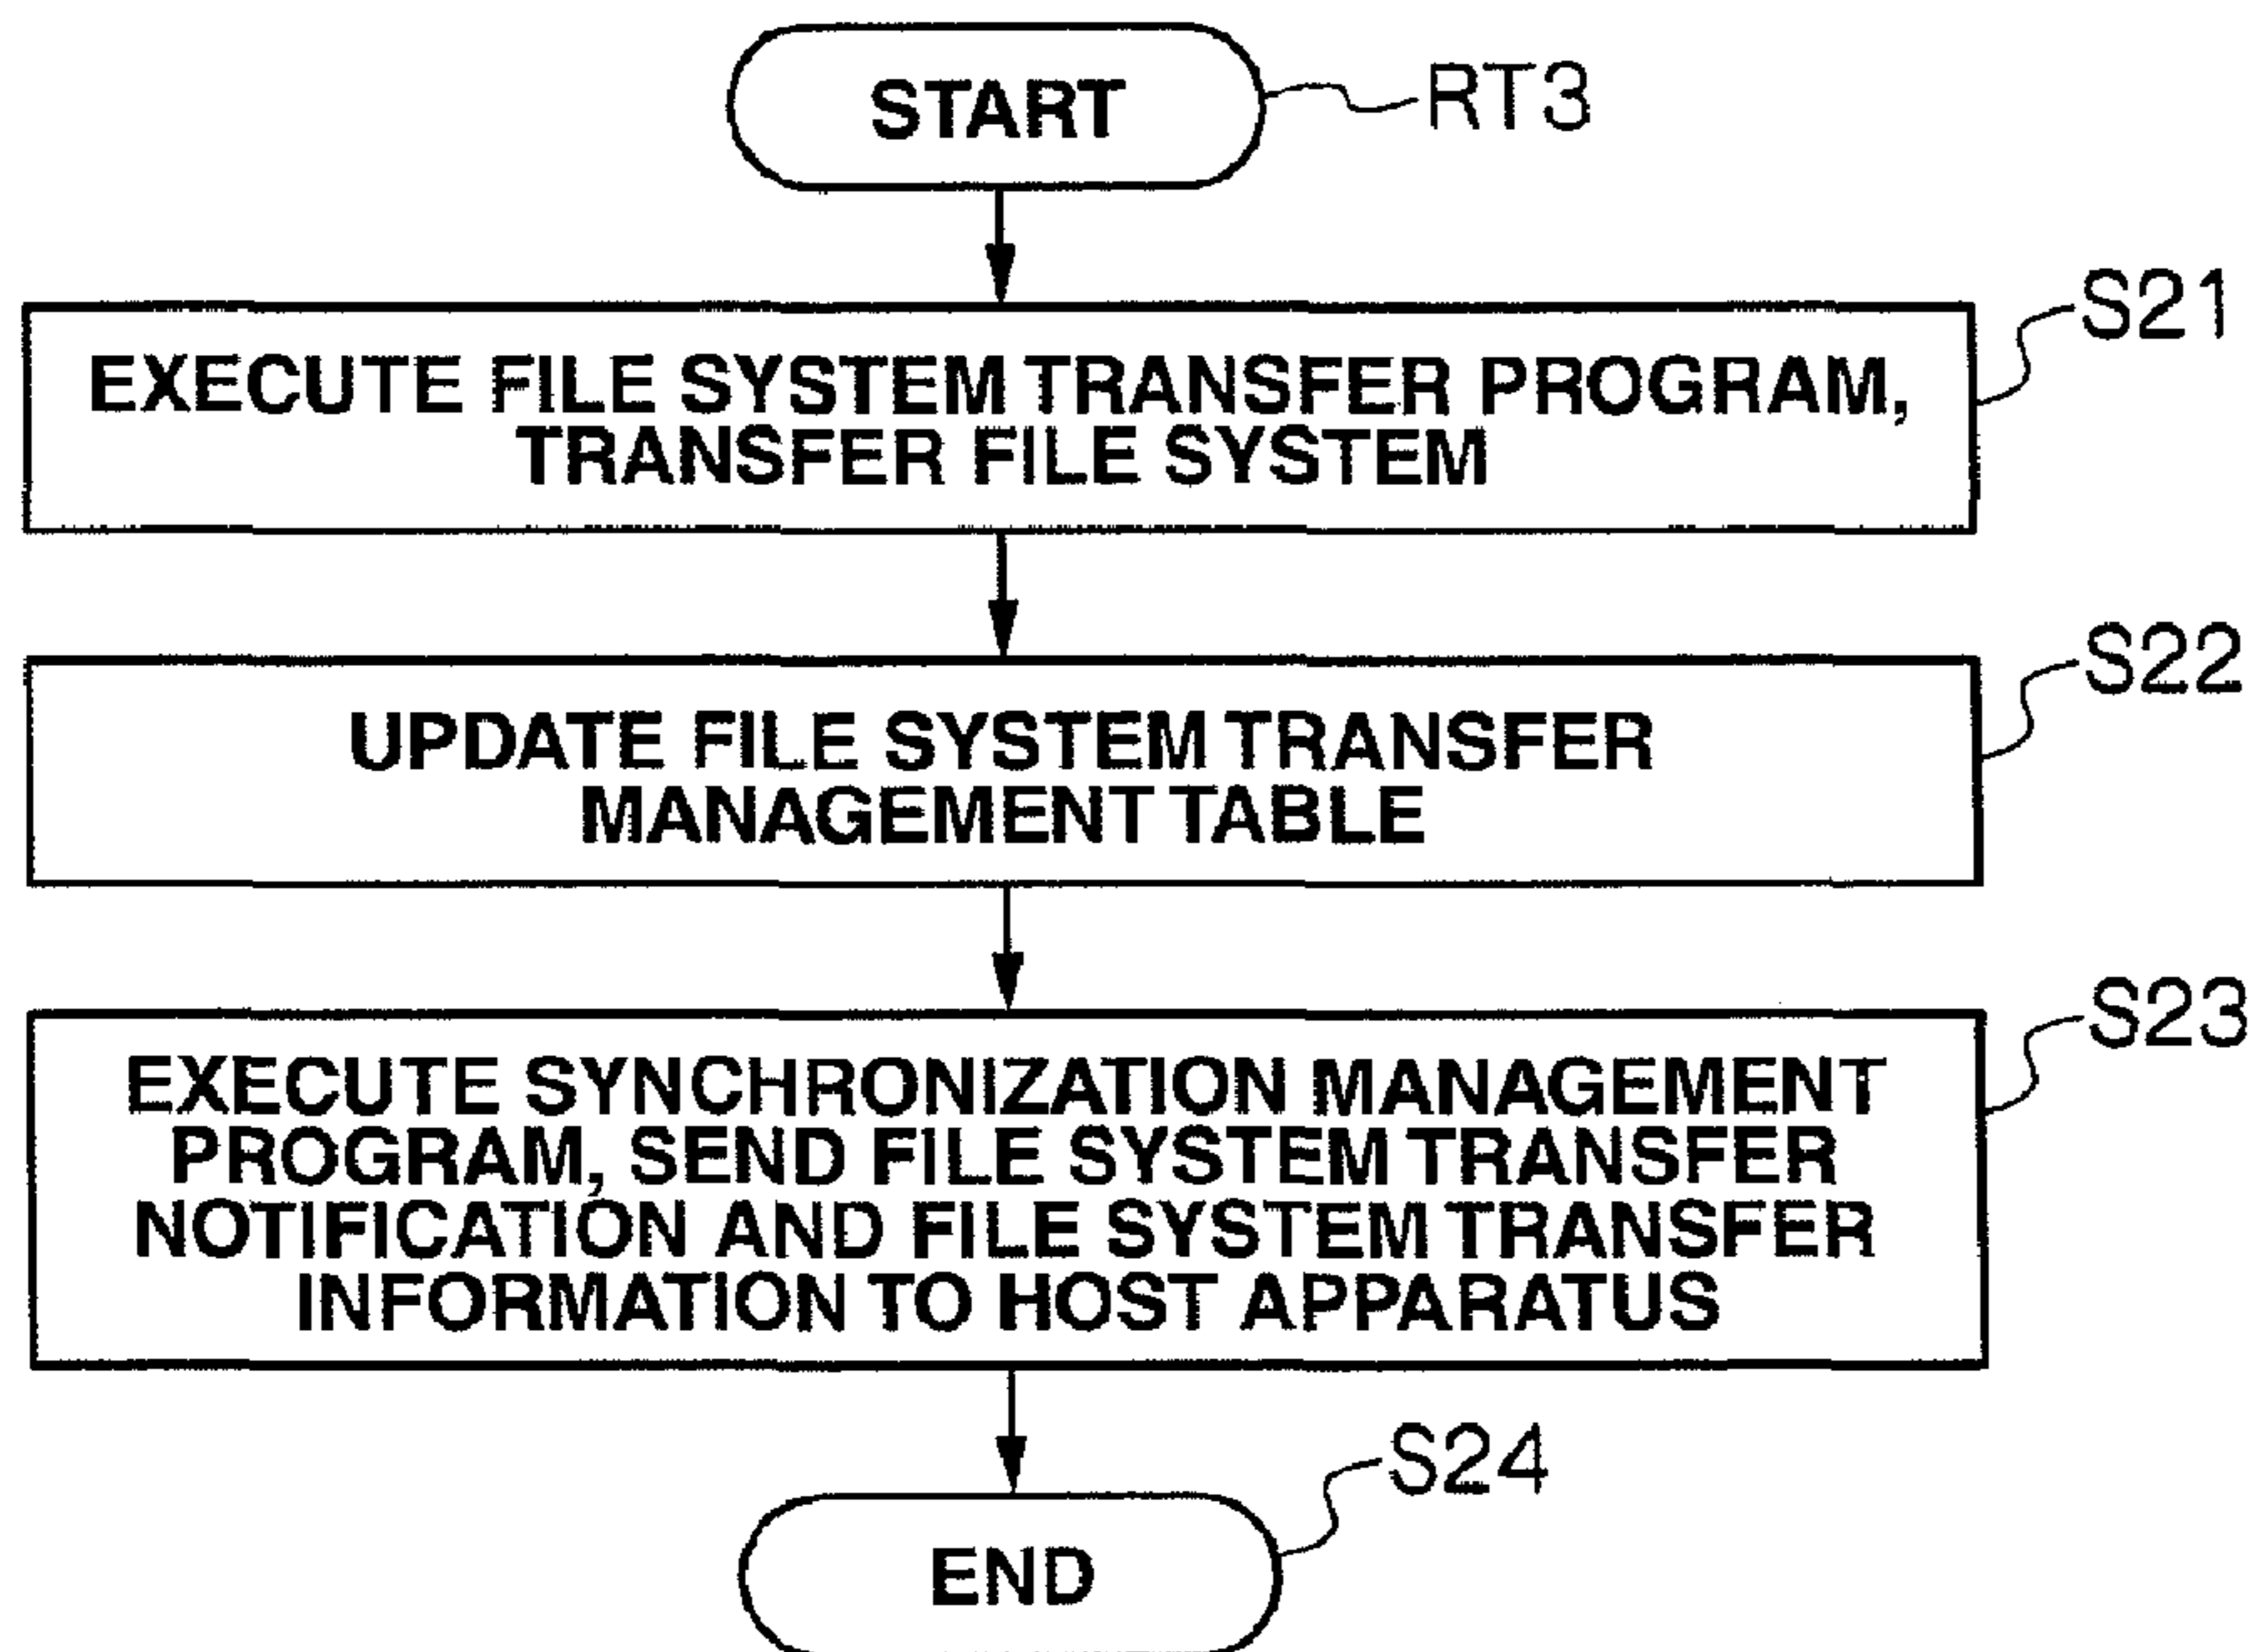 START
RT3
S21
EXECUTE FILE SYSTEM TRANSFER PROGRAM,
TRANSFER FILE SYSTEM
S22
UPDATE FILE SYSTEM TRANSFER
MANAGEMENT TABLE
S23
EXECUTE SYNCHRONIZATION MANAGEMENT
PROGRAM, SEND FILE SYSTEM TRANSFER
NOTIFICATION AND FILE SYSTEM TRANSFER
INFORMATION TO HOST APPARATUS
S24
END